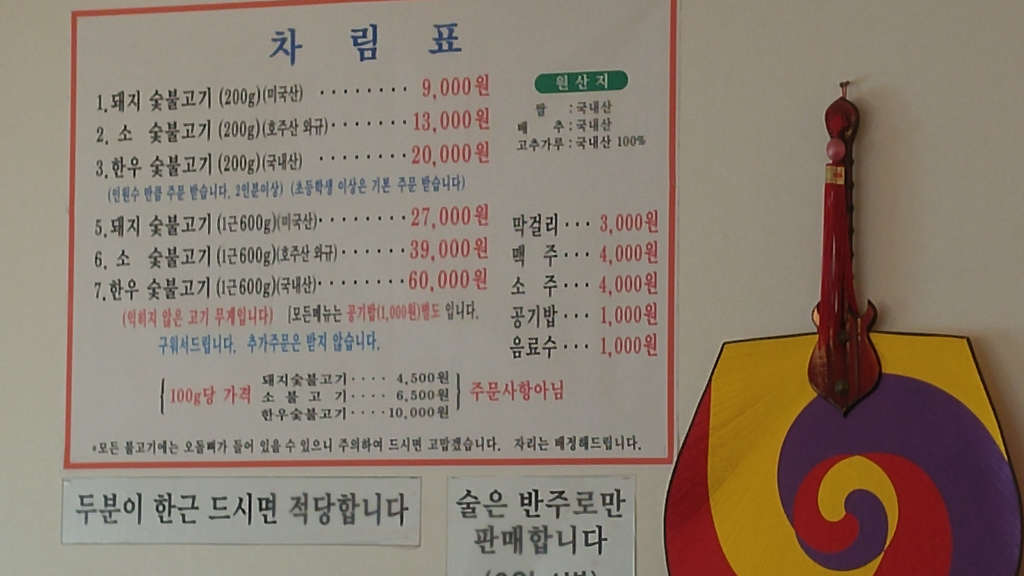 차 림 표
1.돼지 숯불고기 (200g)(미국산) ········ 9,000원
2. 소 숯불고기 (200g)(호주산 와규)······· 13,000원
3.한우 숯불고기 (200g)(국내산) ········ 20,000원
(인원수 만큼 주문 받습니다. 2인분이상) (초등학생 이상은 기본 주문 받습니다)
5.돼지 숯불고기 (1근600g)(미국산)········ 27,000원
6. 소 숯불고기 (1근600g)(호주산 와규)······ 39,000원
7.한우 숯불고기 (1근600g)(국내산)········ 60,000원
(익히지 않은 고기 무게입니다) [모든메뉴는 공기밥(1,000원)별도 입니다.
구워서드립니다. 추가주문은 받지 않습니다.
100g당 가격
돼지숯불고기···· 4,500원
소 불 고 기···· 6,500원
한우숯불고기···· 10,000원
주문사항아님
원산지
쌀 : 국내산
배 추 : 국내산
고추가루 : 국내산 100%
막걸리··· 3,000원
맥 주··· 4,000원
소 주··· 4,000원
공기밥··· 1,000원
음료수··· 1,000원
*모든 불고기에는 오돌뼈가 들어 있을 수 있으니 주의하여 드시면 고맙겠습니다. 자리는 배정해드립니다.
두분이 한근 드시면 적당합니다
술은 반주로만
판매합니다